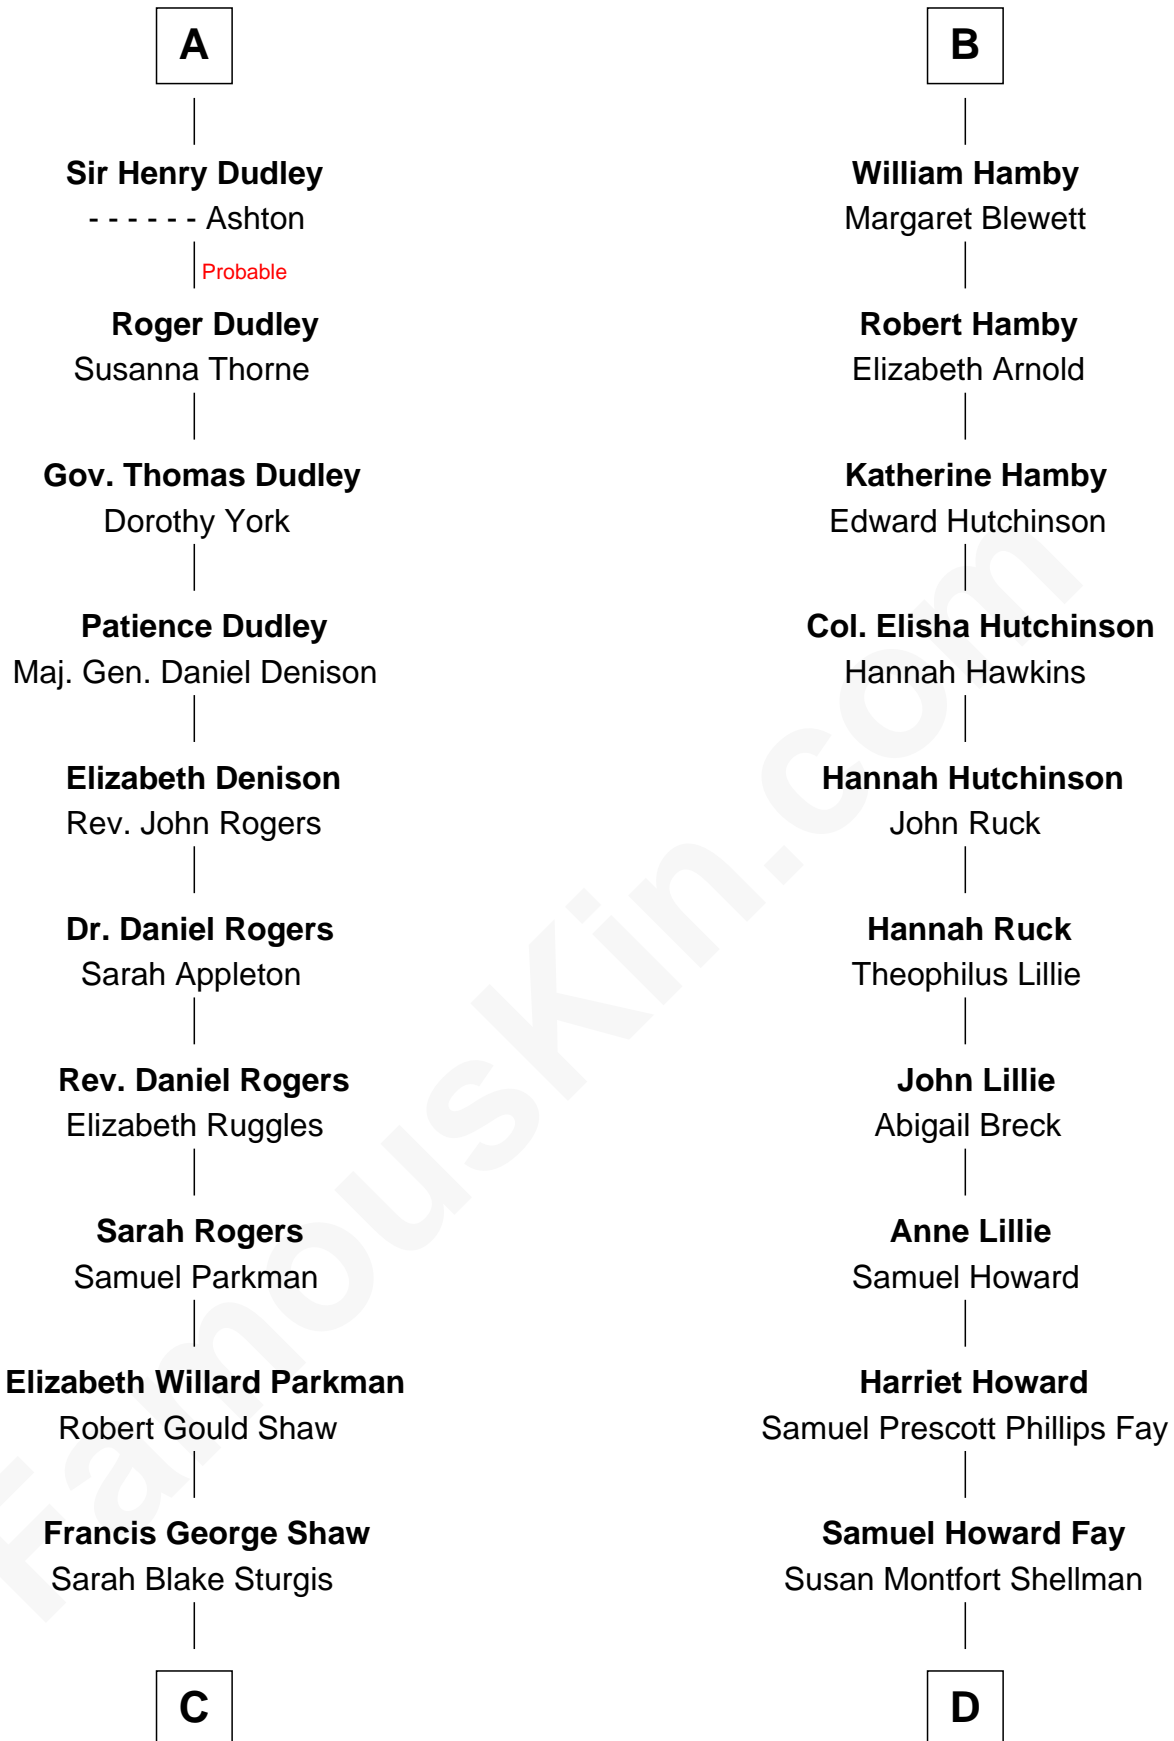 A
Sir Henry Dudley
- - - - - - Ashton
Probable
Roger Dudley
Susanna Thorne
Gov. Thomas Dudley
Dorothy York
Patience Dudley
Maj. Gen. Daniel Denison
Elizabeth Denison
Rev. John Rogers
Dr. Daniel Rogers
Sarah Appleton
Rev. Daniel Rogers
Elizabeth Ruggles
Sarah Rogers
Samuel Parkman
Elizabeth Willard Parkman
Robert Gould Shaw
Francis George Shaw
Sarah Blake Sturgis
C
B
William Hamby
Margaret Blewett
Robert Hamby
Elizabeth Arnold
Katherine Hamby
Edward Hutchinson
Col. Elisha Hutchinson
Hannah Hawkins
Hannah Hutchinson
John Ruck
Hannah Ruck
Theophilus Lillie
John Lillie
Abigail Breck
Anne Lillie
Samuel Howard
Harriet Howard
Samuel Prescott Phillips Fay
Samuel Howard Fay
Susan Montfort Shellman
D
FamousKin.com